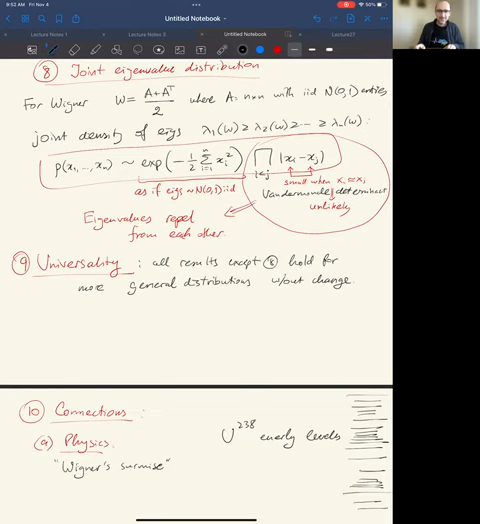 9:52 AM Fri Nov 4
50%
Untitled Notebook
Lecture Notes 1
Lecture Notes 3
Untitled Notebook
Lecture27
⑧ Joint eigenvalue distribution
For Wigner W = (A+Aᵀ)/2 where A: n×n with iid N(0,1) entries,
joint density of eigs λ₁(W) ≥ λ₂(W) ≥ ··· ≥ λₙ(W):
p(x₁,...,xₙ) ~ exp(-½ Σᵢ₌₁ⁿ xᵢ²) ∏_{i<j} |xᵢ - xⱼ|
as if eigs ~ N(0,1) iid
small when xᵢ ≈ xⱼ
Vandermonde determinant
unlikely
Eigenvalues repel
from each other.
⑨ Universality : all results except ⑧ hold for
more general distributions w/out change.
⑩ Connections :
(a) Physics.
U²³⁸ energy levels
"Wigner's surmise"